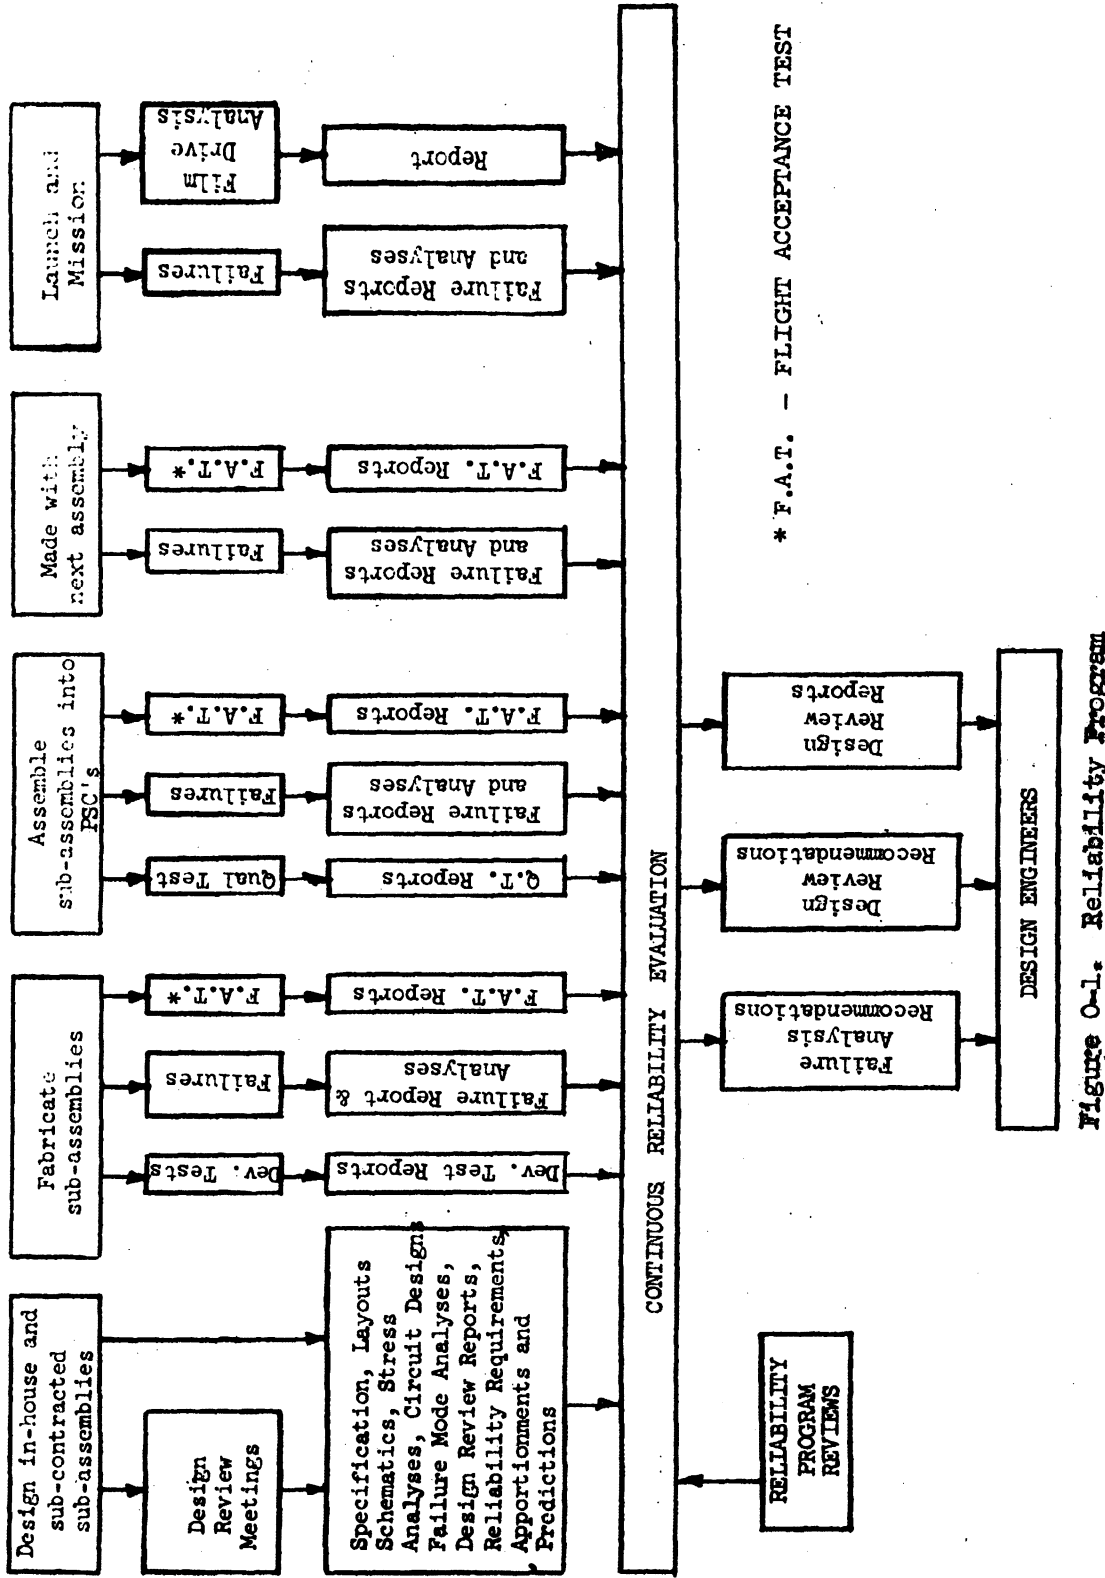 Design in-house and
sub-contracted
sub-assemblies
Design
Review
Meetings
Specification, Layouts
Schematics, Stress
Analyses, Circuit Designs
Failure Mode Analyses,
Design Review Reports,
Reliability Requirements,
Apportionments and
Predictions
Fabricate
sub-assemblies
Dev. Tests
Dev. Test Reports
Failures
Failure Report &
Analyses
F.A.T.*
F.A.T. Reports
Assemble
sub-assemblies into
PSC's
Qual Test
Q.T. Reports
Failures
Failure Reports
and Analyses
F.A.T.*
F.A.T. Reports
Made with
next assembly
Failures
Failure Reports
and Analyses
F.A.T.*
F.A.T. Reports
Launch and
Mission
Failures
Failure Reports
and Analyses
Film
Drive
Analysis
Report
CONTINUOUS RELIABILITY EVALUATION
RELIABILITY
PROGRAM
REVIEWS
Failure
Analysis
Recommendations
Design
Review
Recommendations
Design
Review
Reports
DESIGN ENGINEERS
* F.A.T. - FLIGHT ACCEPTANCE TEST
Figure O-1. Reliability Program